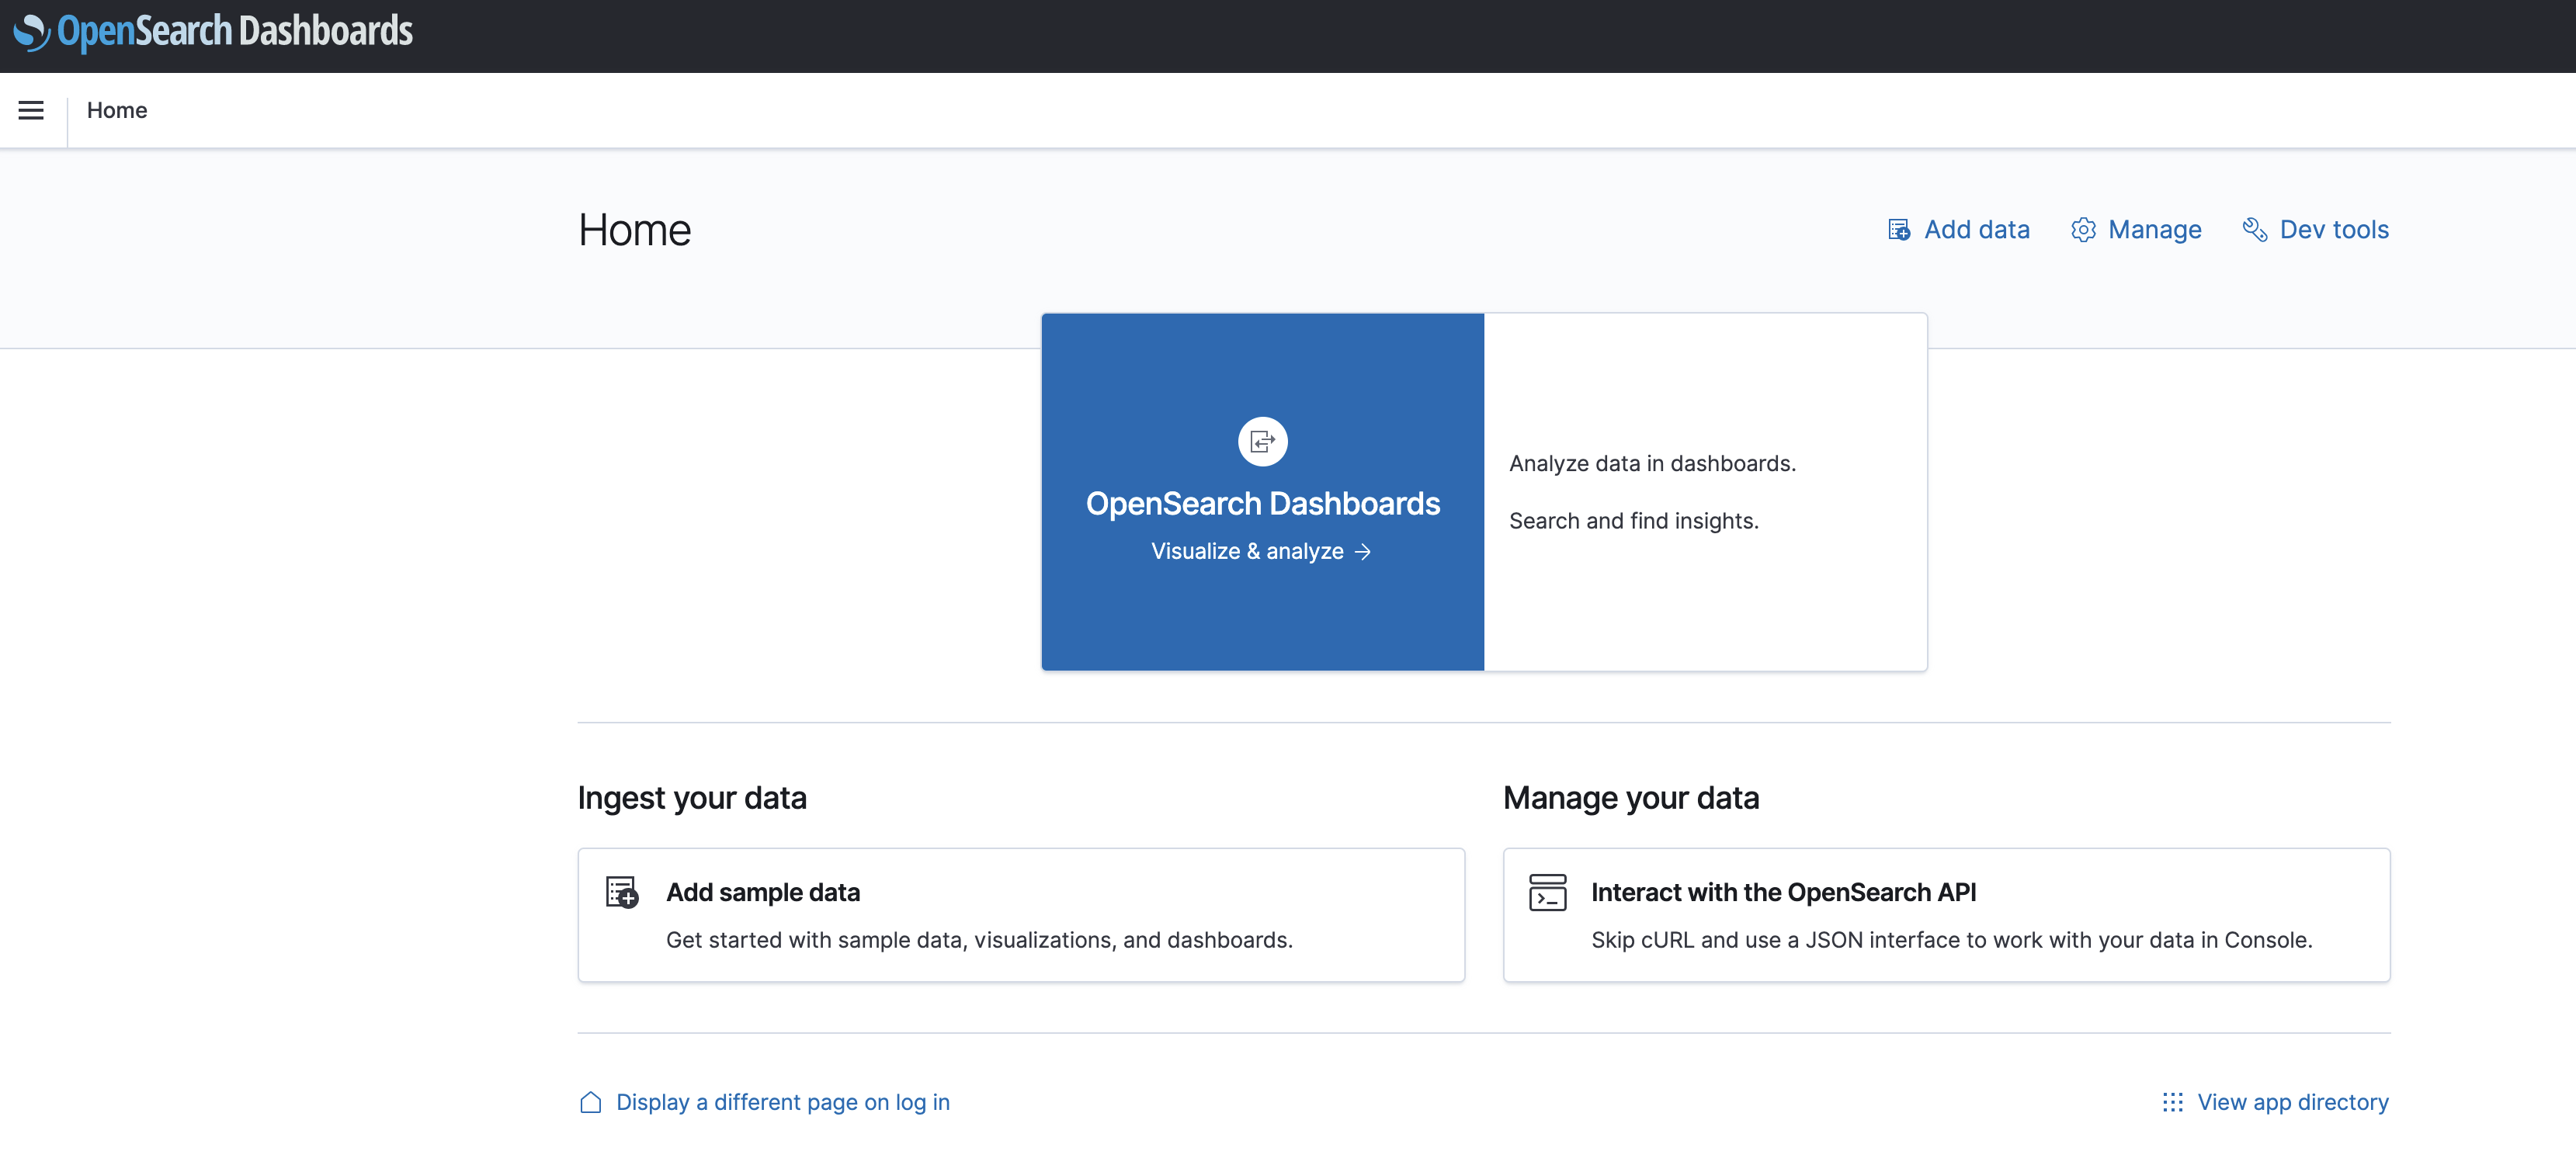 OpenSearch Dashboards
Home
Home
Add data
Manage
Dev tools
OpenSearch Dashboards
Visualize & analyze →
Analyze data in dashboards.
Search and find insights.
Ingest your data
Add sample data
Get started with sample data, visualizations, and dashboards.
Manage your data
Interact with the OpenSearch API
Skip cURL and use a JSON interface to work with your data in Console.
Display a different page on log in
View app directory